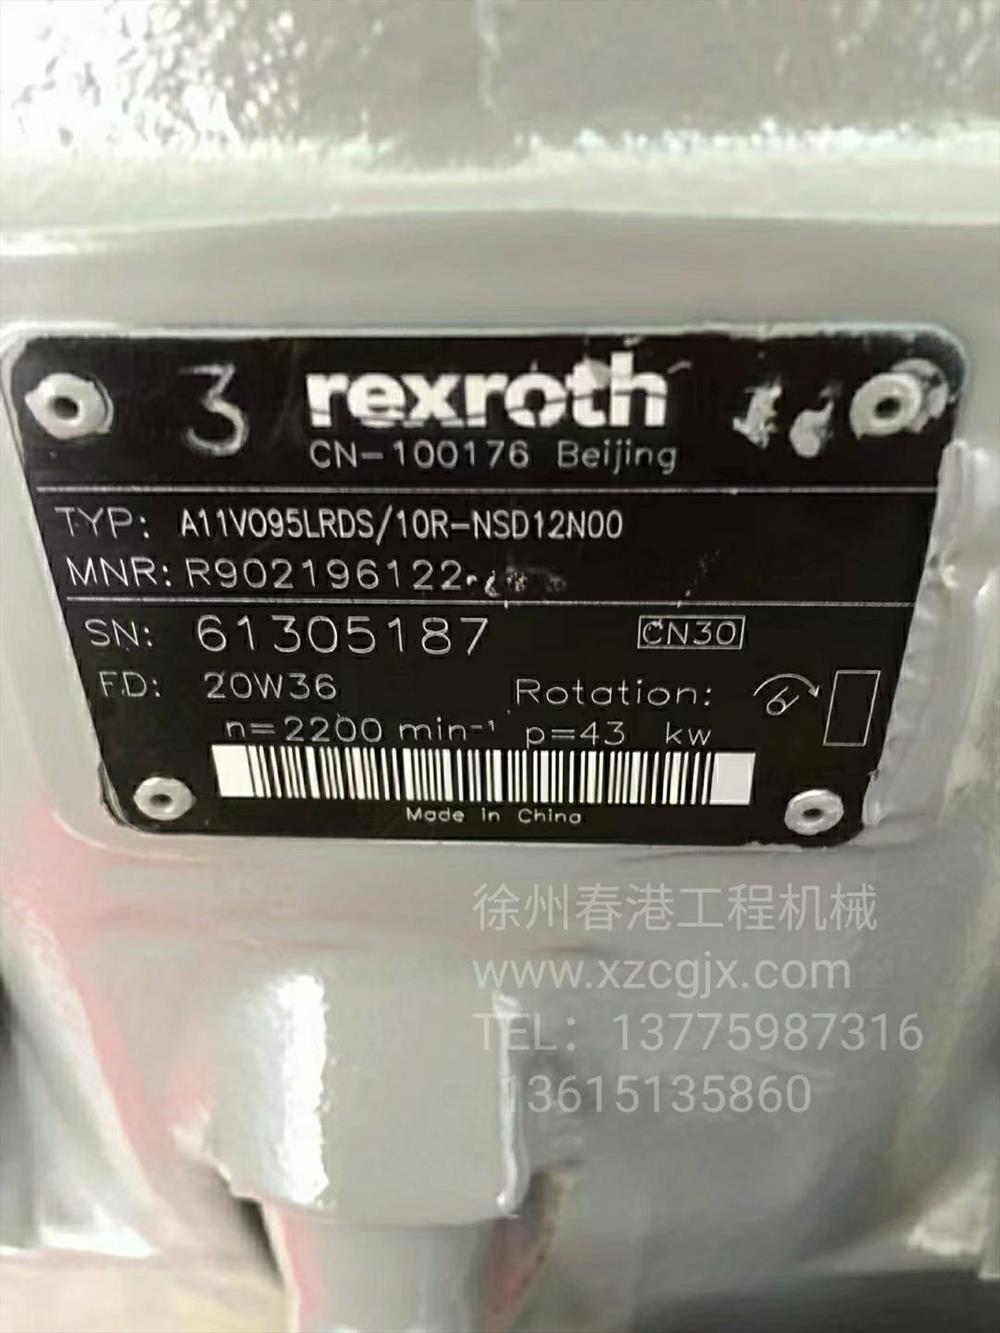 3 rexroth
CN-100176 Beijing
TYP: A11VO95LRDS/10R-NSD12N00
MNR: R902196122
SN: 61305187 CN30
FD: 20W36 Rotation:
n=2200 min⁻¹ p=43 kw
Made in China
徐州春港工程机械
www.xzcgjx.com
TEL：13775987316
13615135860